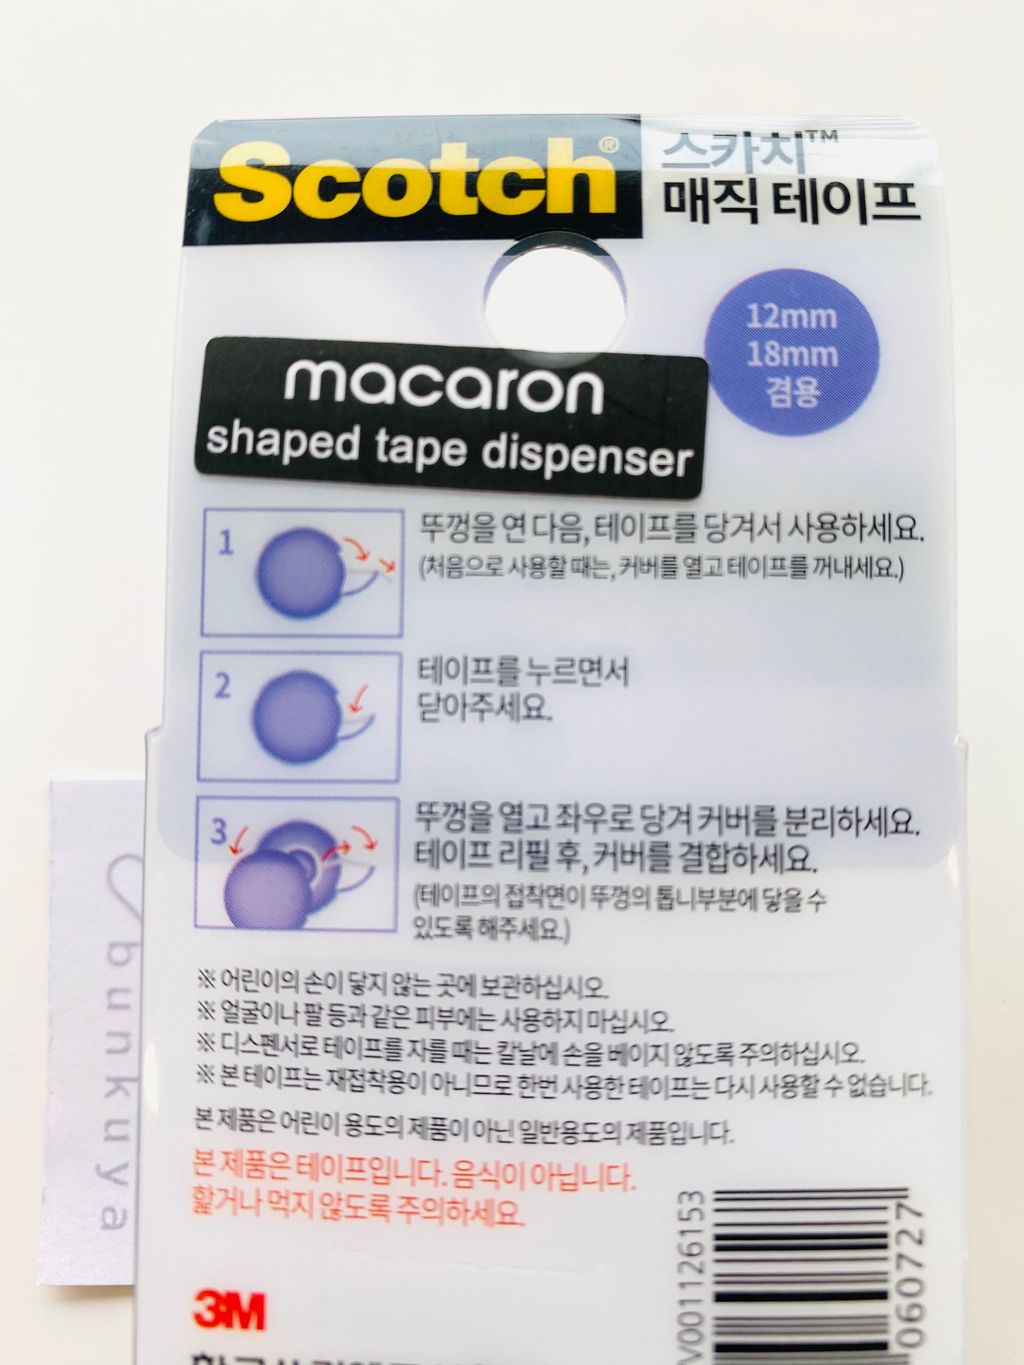 Scotch®
스카치™
매직 테이프
12mm
18mm
겸용
macaron
shaped tape dispenser
1
뚜껑을 연 다음, 테이프를 당겨서 사용하세요.
(처음으로 사용할 때는, 커버를 열고 테이프를 꺼내세요.)
2
테이프를 누르면서
닫아주세요.
3
뚜껑을 열고 좌우로 당겨 커버를 분리하세요.
테이프 리필 후, 커버를 결합하세요.
(테이프의 접착면이 뚜껑의 톱니부분에 닿을 수
있도록 해주세요.)
※ 어린이의 손이 닿지 않는 곳에 보관하십시오.
※ 얼굴이나 팔 등과 같은 피부에는 사용하지 마십시오.
※ 디스펜서로 테이프를 자를 때는 칼날에 손을 베이지 않도록 주의하십시오.
※ 본 테이프는 재접착용이 아니므로 한번 사용한 테이프는 다시 사용할 수 없습니다.
본 제품은 어린이 용도의 제품이 아닌 일반용도의 제품입니다.
본 제품은 테이프입니다. 음식이 아닙니다.
핥거나 먹지 않도록 주의하세요.
3M
V001126153
060727
bunkuya